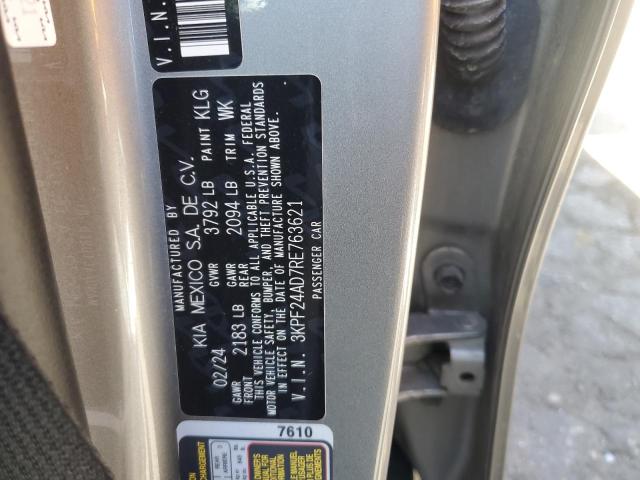 V.I.N.
MANUFACTURED BY
KIA MEXICO S.A. DE C.V.
02/24 GVWR 3792 LB PAINT KLG
GAWR FRONT 2183 LB GAWR REAR 2094 LB TRIM WK
THIS VEHICLE CONFORMS TO ALL APPLICABLE U.S.A. FEDERAL
MOTOR VEHICLE SAFETY, BUMPER, AND THEFT PREVENTION STANDARDS
IN EFFECT ON THE DATE OF MANUFACTURE SHOWN ABOVE.
V.I.N. 3KPF24AD7RE763621
PASSENGER CAR
7610